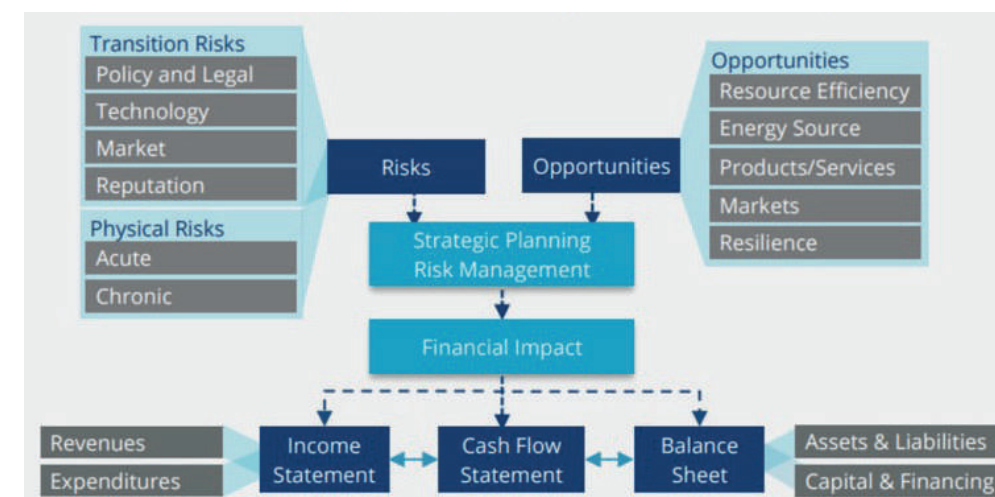 Transition Risks
Policy and Legal
Technology
Market
Reputation
Physical Risks
Acute
Chronic
Risks
Opportunities
Opportunities
Resource Efficiency
Energy Source
Products/Services
Markets
Resilience
Strategic Planning
Risk Management
Financial Impact
Revenues
Expenditures
Income
Statement
Cash Flow
Statement
Balance
Sheet
Assets & Liabilities
Capital & Financing